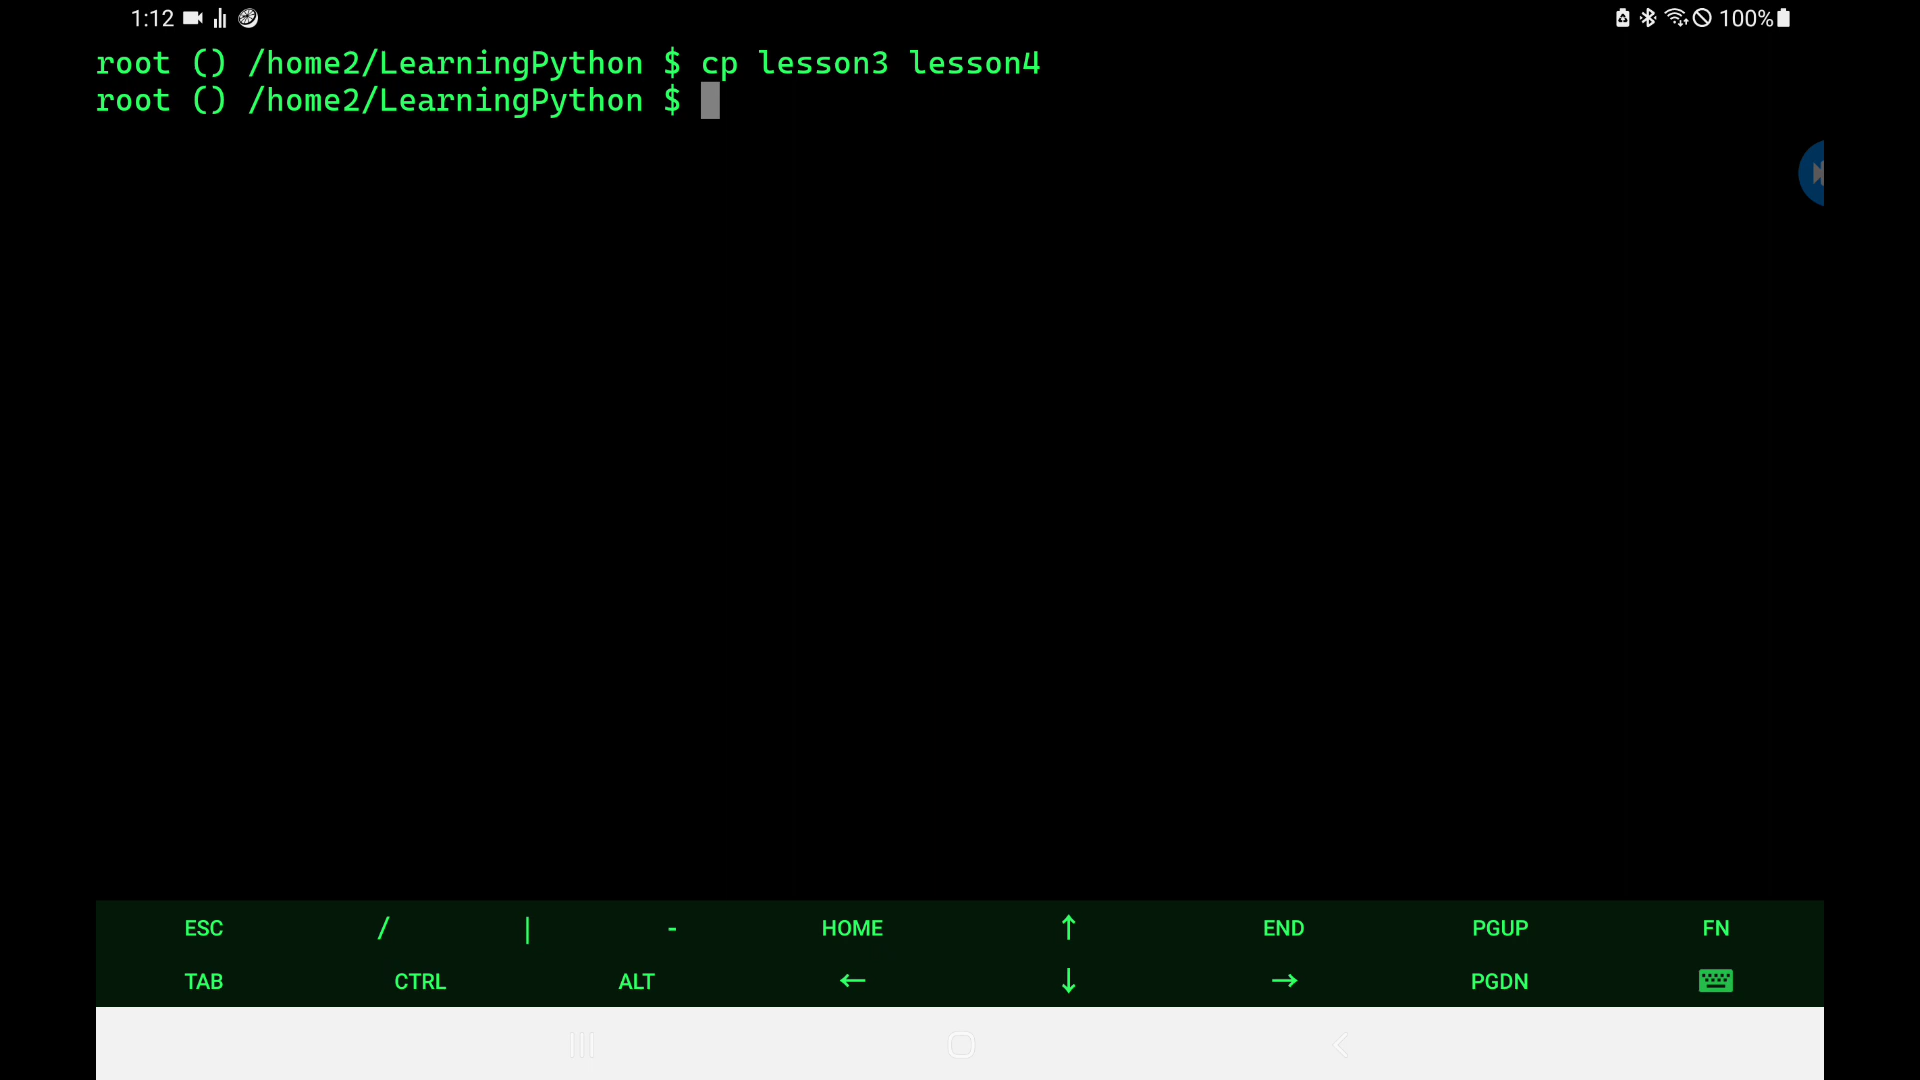 1:12
100%
root () /home2/LearningPython $ cp lesson3 lesson4
root () /home2/LearningPython $
ESC / | - HOME ↑ END PGUP FN
TAB CTRL ALT ← ↓ → PGDN